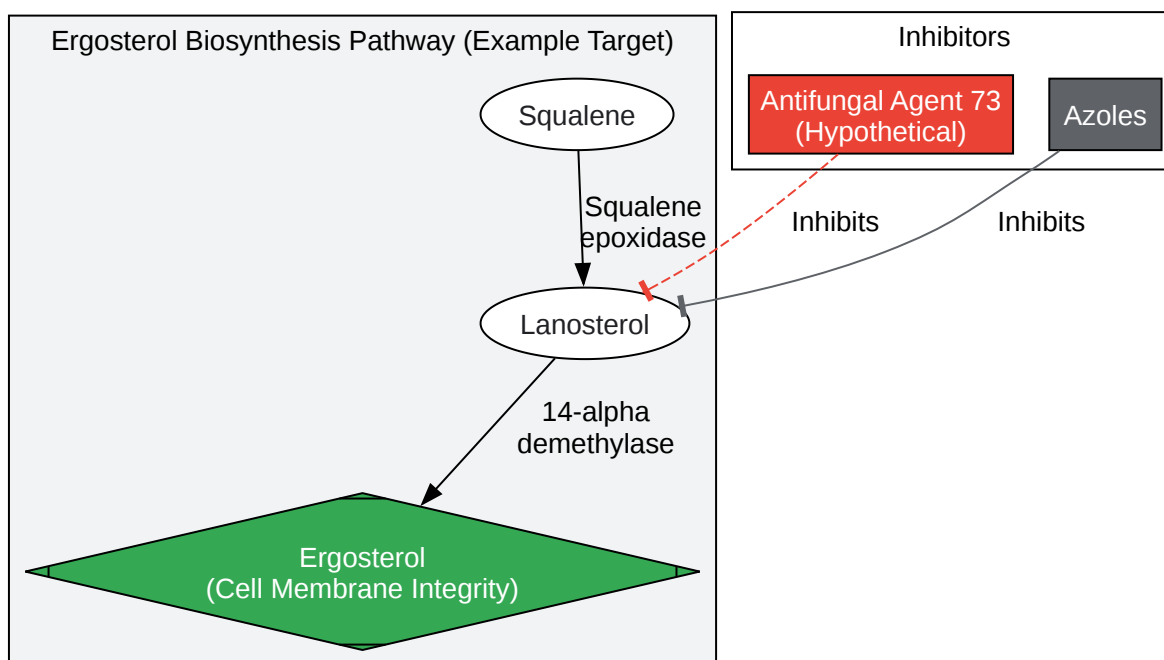 Ergosterol Biosynthesis Pathway (Example Target)
Inhibitors
Squalene
Antifungal Agent 73
(Hypothetical)
Azoles
Squalene
epoxidase
Inhibits
Inhibits
Lanosterol
14-alpha
demethylase
Ergosterol
(Cell Membrane Integrity)